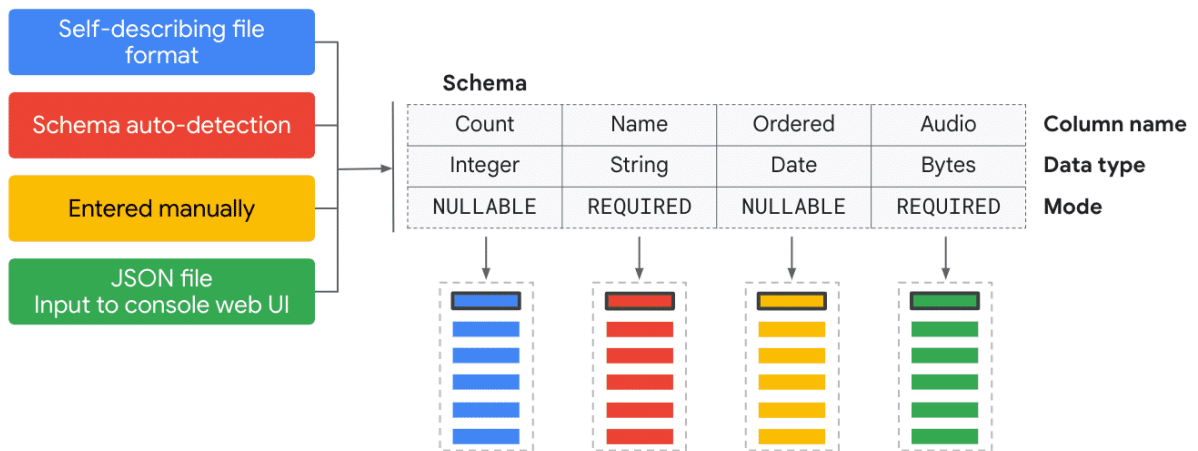 Self-describing file
format
Schema auto-detection
Entered manually
JSON file
Input to console web UI
Schema
Count Name Ordered Audio Column name
Integer String Date Bytes Data type
NULLABLE REQUIRED NULLABLE REQUIRED Mode